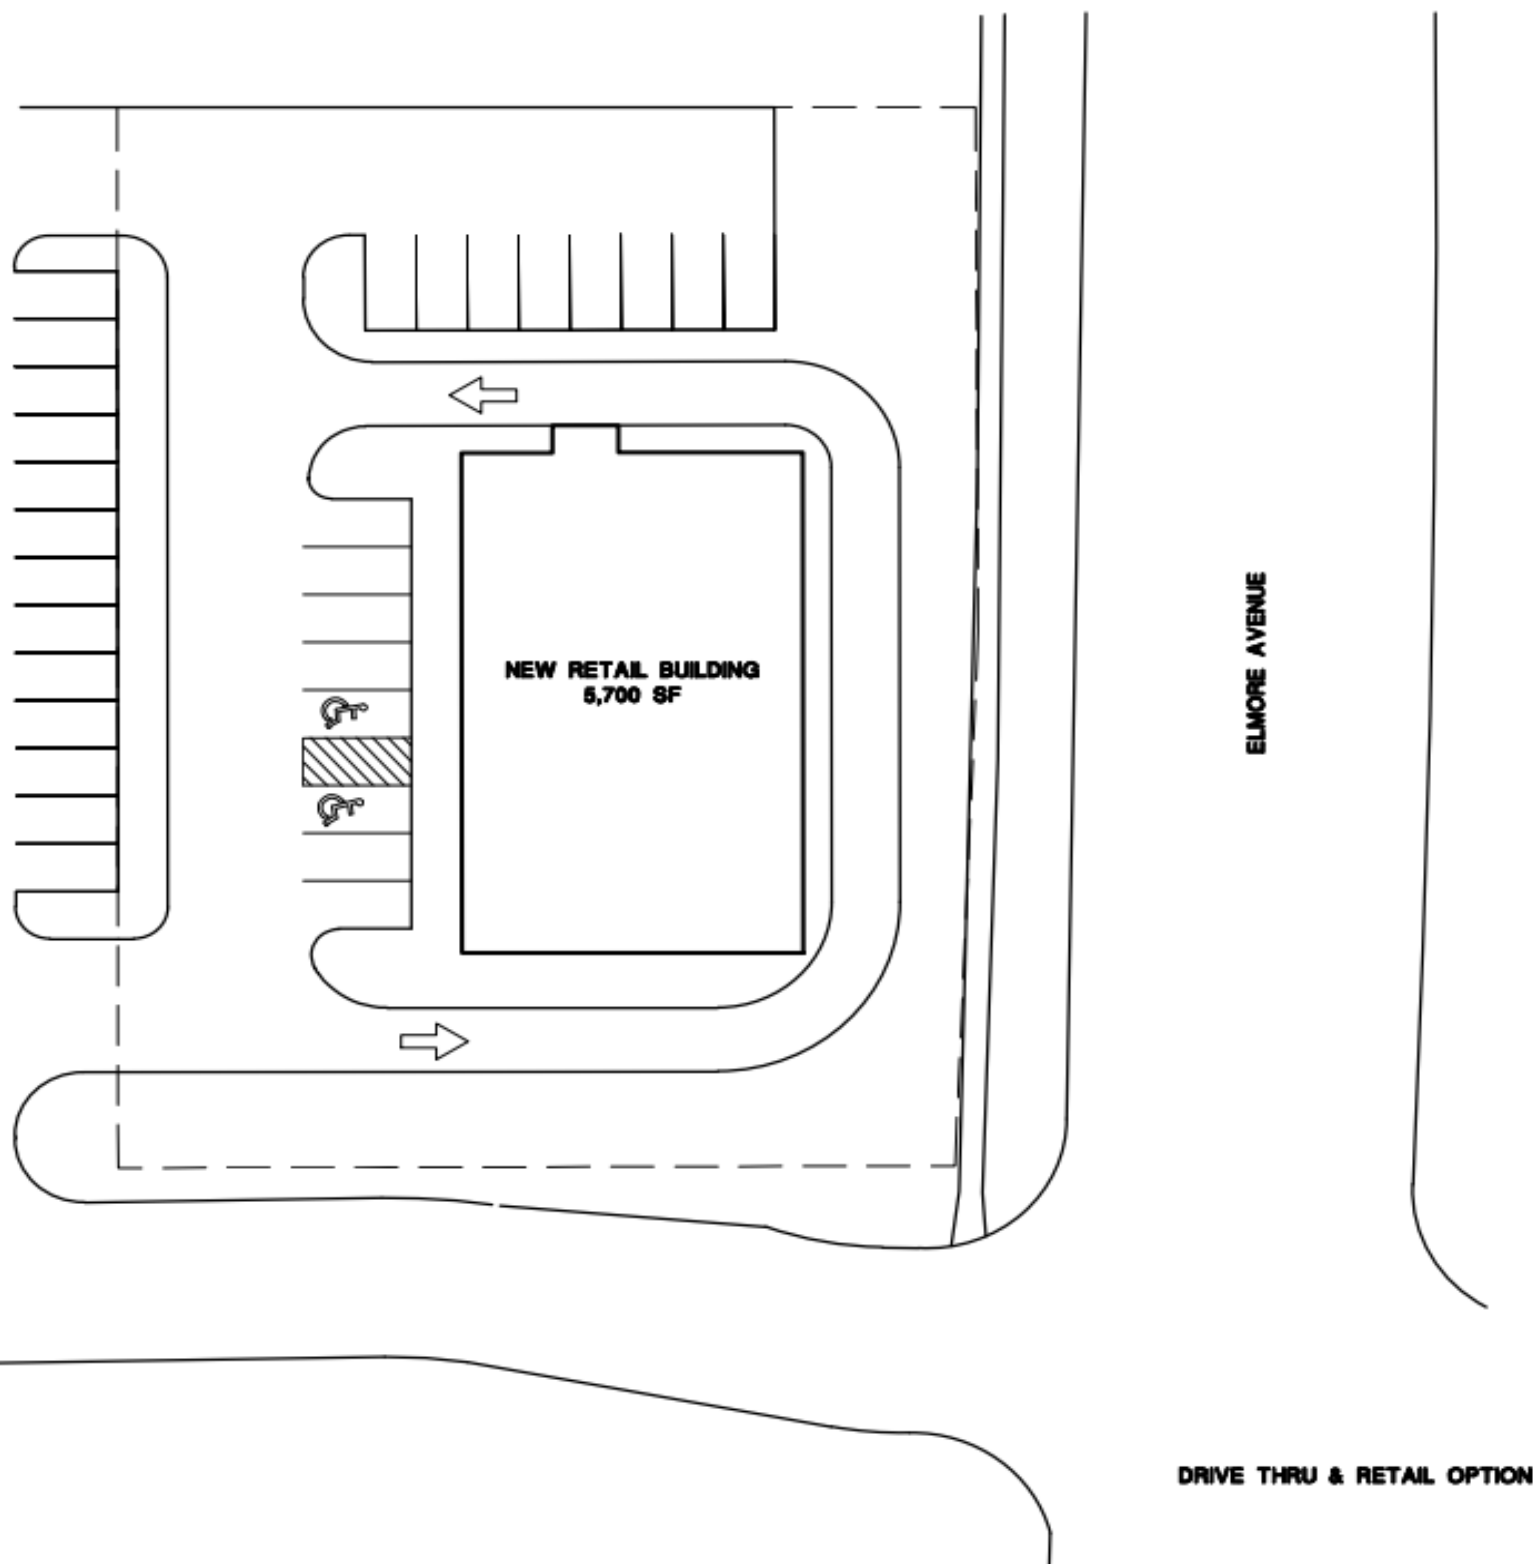 NEW RETAIL BUILDING
5,700 SF
ELMORE AVENUE
DRIVE THRU & RETAIL OPTION